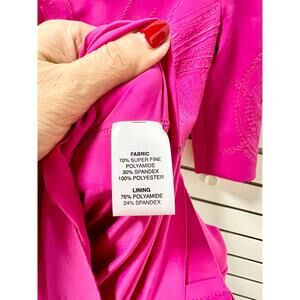 FABRIC
70% SUPER FINE
POLYAMIDE
30% SPANDEX
100% POLYESTER
LINING
76% POLYAMIDE
24% SPANDEX